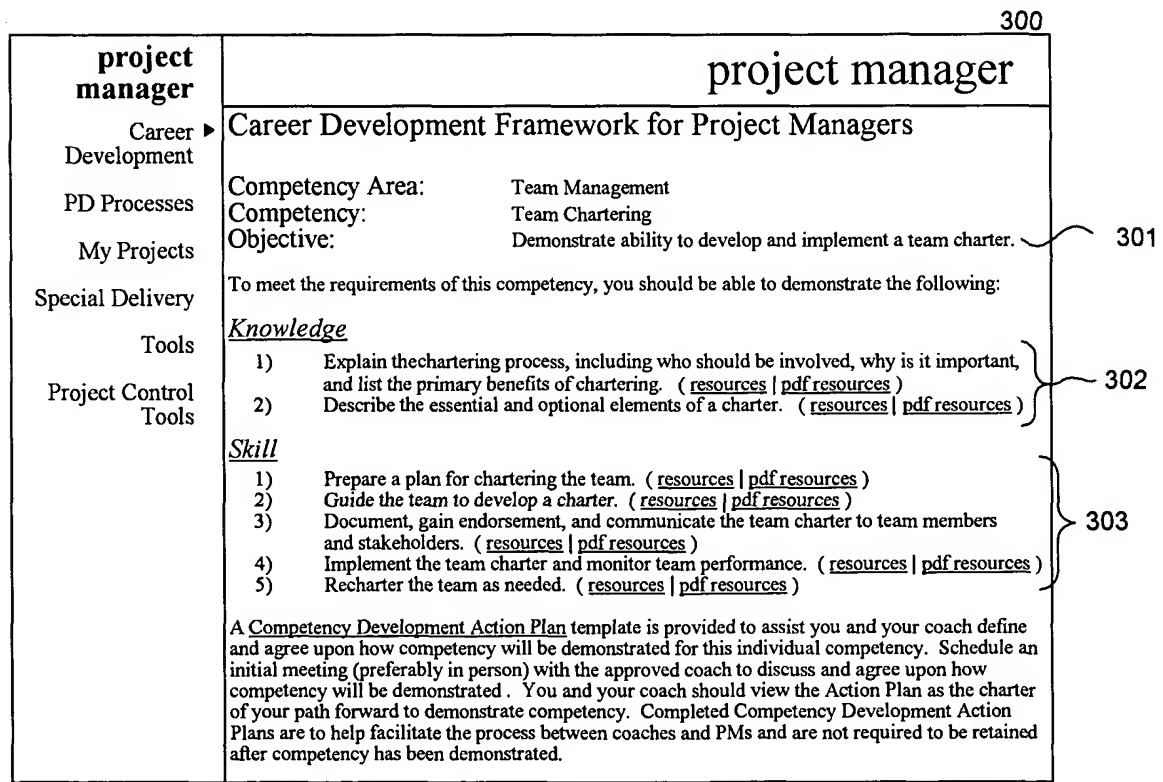 300
project
manager
project manager
Career ▶
Development
PD Processes
My Projects
Special Delivery
Tools
Project Control
Tools
Career Development Framework for Project Managers
Competency Area: Team Management
Competency: Team Chartering
Objective: Demonstrate ability to develop and implement a team charter.
301
To meet the requirements of this competency, you should be able to demonstrate the following:
Knowledge
1) Explain thechartering process, including who should be involved, why is it important,
and list the primary benefits of chartering. ( resources | pdf resources )
2) Describe the essential and optional elements of a charter. ( resources | pdf resources )
302
Skill
1) Prepare a plan for chartering the team. ( resources | pdf resources )
2) Guide the team to develop a charter. ( resources | pdf resources )
3) Document, gain endorsement, and communicate the team charter to team members
and stakeholders. ( resources | pdf resources )
4) Implement the team charter and monitor team performance. ( resources | pdf resources )
5) Recharter the team as needed. ( resources | pdf resources )
303
A Competency Development Action Plan template is provided to assist you and your coach define
and agree upon how competency will be demonstrated for this individual competency. Schedule an
initial meeting (preferably in person) with the approved coach to discuss and agree upon how
competency will be demonstrated . You and your coach should view the Action Plan as the charter
of your path forward to demonstrate competency. Completed Competency Development Action
Plans are to help facilitate the process between coaches and PMs and are not required to be retained
after competency has been demonstrated.